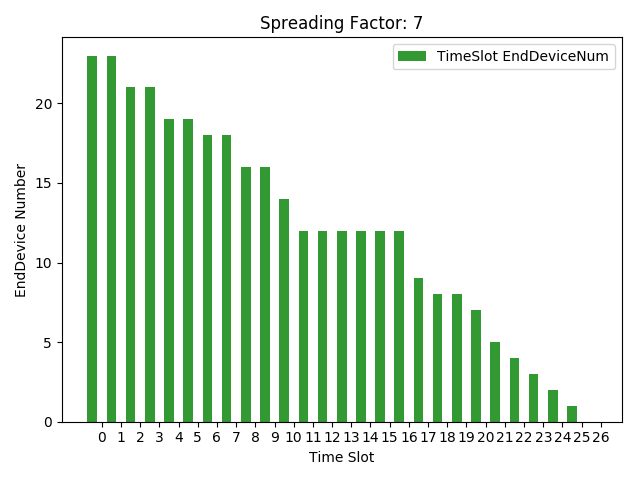 Spreading Factor: 7
TimeSlot EndDeviceNum
EndDevice Number
20
15
10
5
0
0 1 2 3 4 5 6 7 8 9 10 11 12 13 14 15 16 17 18 19 20 21 22 23 24 25 26
Time Slot